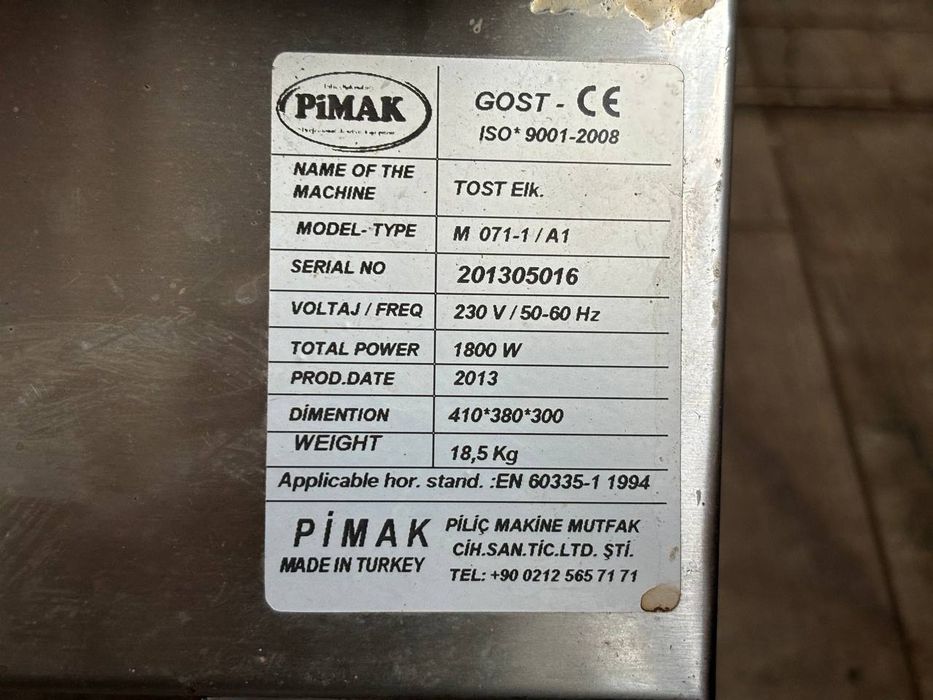 PiMAK
GOST - CE
ISO* 9001-2008
NAME OF THE MACHINE TOST Elk.
MODEL- TYPE M 071-1 / A1
SERIAL NO 201305016
VOLTAJ / FREQ 230 V / 50-60 Hz
TOTAL POWER 1800 W
PROD.DATE 2013
DİMENTION 410*380*300
WEIGHT 18,5 Kg
Applicable hor. stand. :EN 60335-1 1994
PİMAK
MADE IN TURKEY
PİLİÇ MAKİNE MUTFAK
CİH.SAN.TİC.LTD. ŞTİ.
TEL: +90 0212 565 71 71